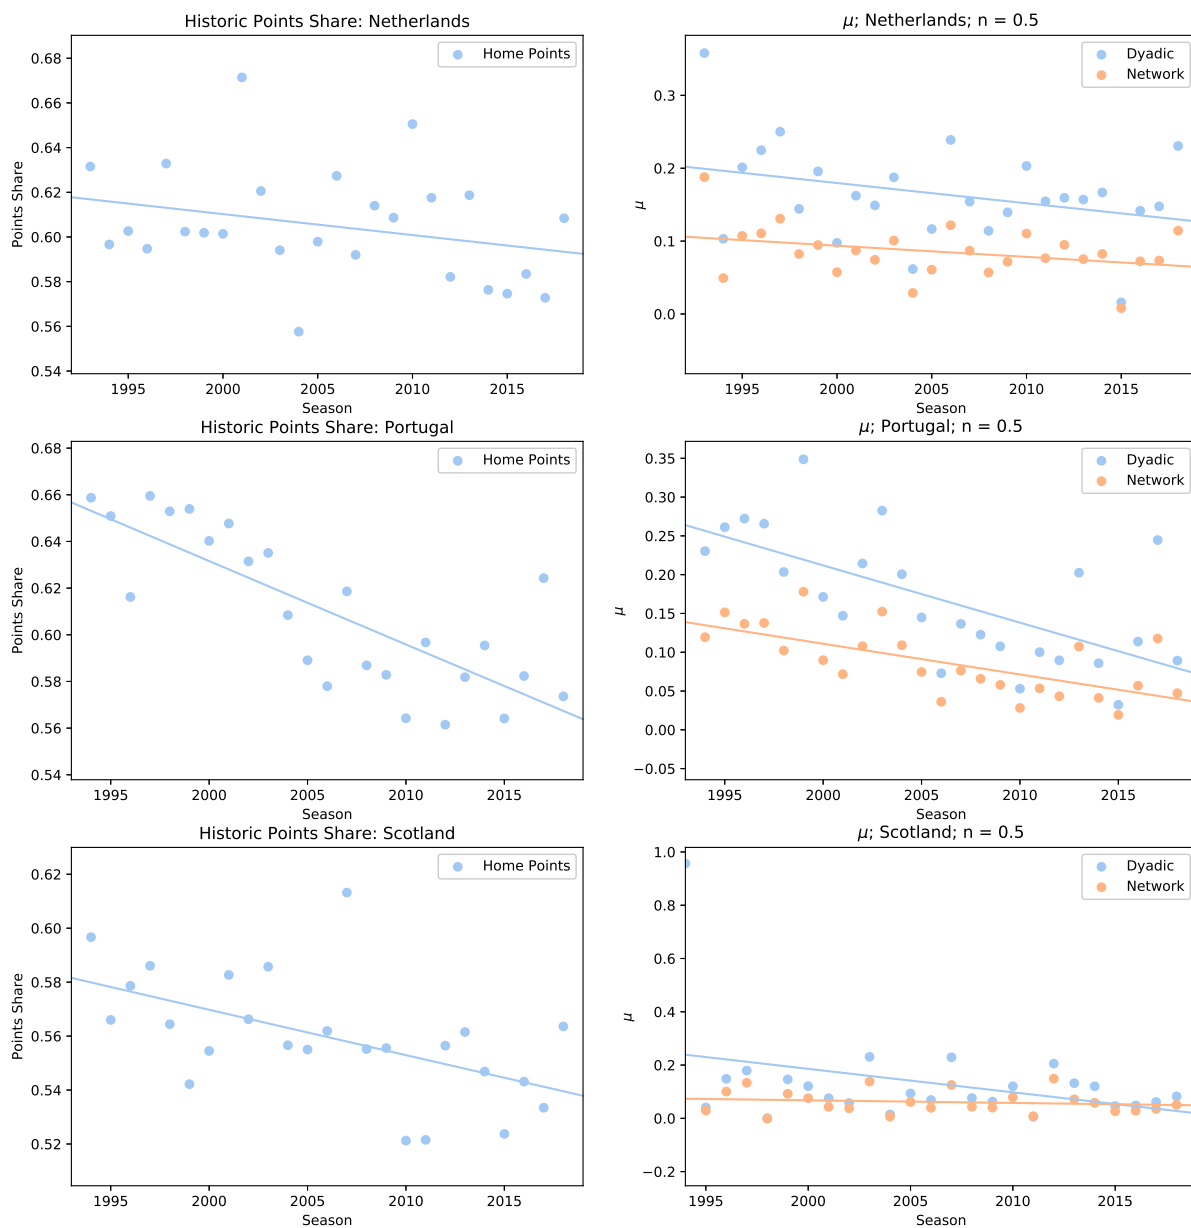 Historic Points Share: Netherlands
Home Points
0.68
0.66
0.64
0.62
0.60
0.58
0.56
0.54
Points Share
1995 2000 2005 2010 2015
Season
μ; Netherlands; n = 0.5
Dyadic
Network
0.3
0.2
0.1
0.0
μ
1995 2000 2005 2010 2015
Season
Historic Points Share: Portugal
Home Points
0.68
0.66
0.64
0.62
0.60
0.58
0.56
0.54
Points Share
1995 2000 2005 2010 2015
Season
μ; Portugal; n = 0.5
Dyadic
Network
0.35
0.30
0.25
0.20
0.15
0.10
0.05
0.00
−0.05
μ
1995 2000 2005 2010 2015
Season
Historic Points Share: Scotland
Home Points
0.62
0.60
0.58
0.56
0.54
0.52
Points Share
1995 2000 2005 2010 2015
Season
μ; Scotland; n = 0.5
Dyadic
Network
1.0
0.8
0.6
0.4
0.2
0.0
−0.2
μ
1995 2000 2005 2010 2015
Season